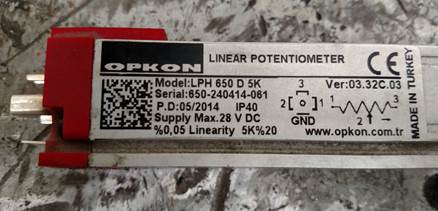 OPKON LINEAR POTENTIOMETER CE
Model:LPH 650 D 5K 3 Ver:03.32C.03
Serial:650-240414-061
P.D:05/2014 IP40 2 1 1 3
Supply Max.28 V DC GND 2
%0,05 Linearity 5K%20 www.opkon.com.tr
MADE IN TURKEY